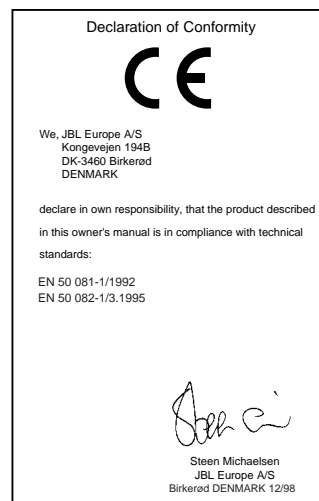 Declaration of Conformity
CE
We, JBL Europe A/S
Kongevejen 194B
DK-3460 Birkerød
DENMARK
declare in own responsibility, that the product described
in this owner's manual is in compliance with technical
standards:
EN 50 081-1/1992
EN 50 082-1/3.1995
Steen Michaelsen
JBL Europe A/S
Birkerød DENMARK 12/98